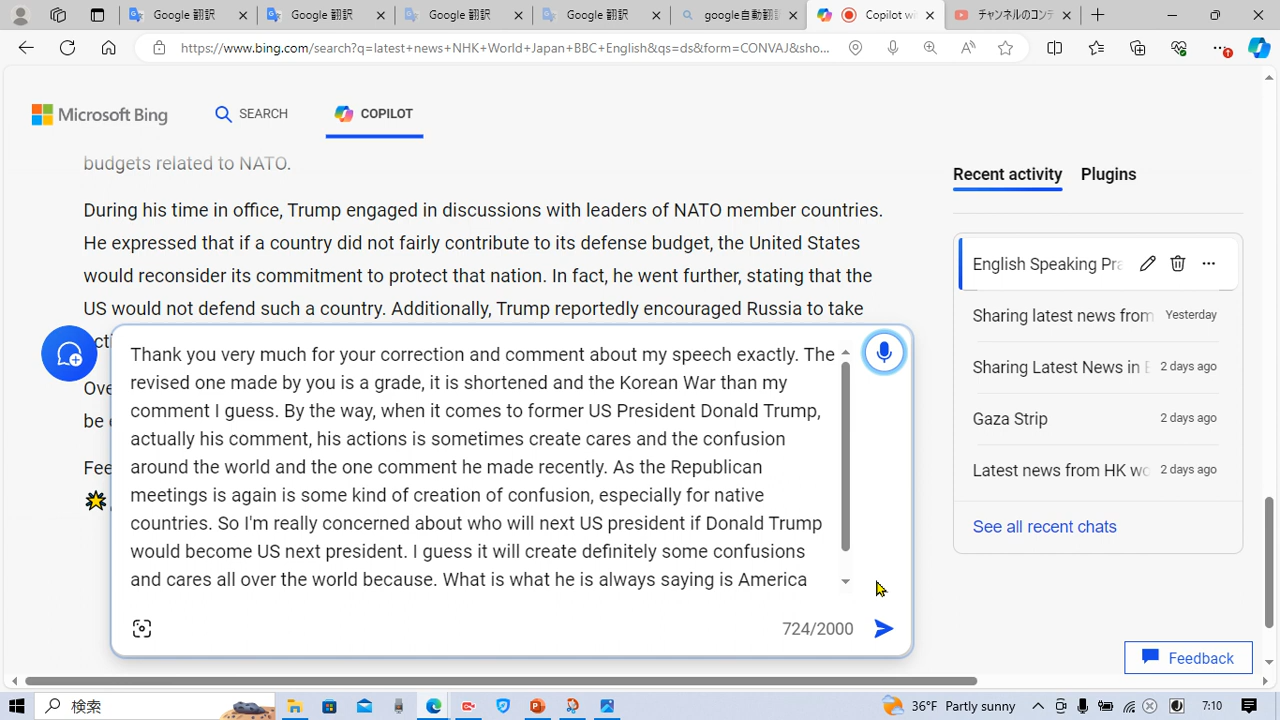 Google 翻訳
Google 翻訳
Google 翻訳
Google 翻訳
google自動翻訳
Copilot wi
チャンネルのコンテ
https://www.bing.com/search?q=latest+news+NHK+World+Japan+BBC+English&qs=ds&form=CONVAJ&sho...
Microsoft Bing
SEARCH
COPILOT
budgets related to NATO.
During his time in office, Trump engaged in discussions with leaders of NATO member countries.
He expressed that if a country did not fairly contribute to its defense budget, the United States
would reconsider its commitment to protect that nation. In fact, he went further, stating that the
US would not defend such a country. Additionally, Trump reportedly encouraged Russia to take
Ove
be
Fee
Thank you very much for your correction and comment about my speech exactly. The
revised one made by you is a grade, it is shortened and the Korean War than my
comment I guess. By the way, when it comes to former US President Donald Trump,
actually his comment, his actions is sometimes create cares and the confusion
around the world and the one comment he made recently. As the Republican
meetings is again is some kind of creation of confusion, especially for native
countries. So I'm really concerned about who will next US president if Donald Trump
would become US next president. I guess it will create definitely some confusions
and cares all over the world because. What is what he is always saying is America
724/2000
Recent activity
Plugins
English Speaking Pra
Sharing latest news from Yesterday
Sharing Latest News in E 2 days ago
Gaza Strip 2 days ago
Latest news from HK wo 2 days ago
See all recent chats
Feedback
検索
36°F Partly sunny
7:10